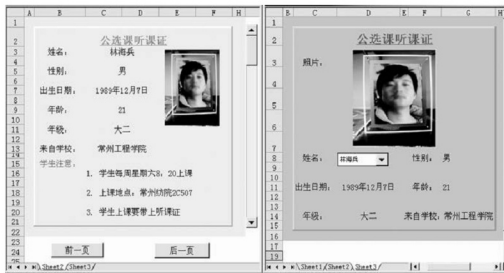 公选课听课证
姓名: 林海兵
性别: 男
出生日期: 1989年12月7日
年龄: 21
年级: 大二
来自学校: 常州工程学院
学生注意:
1. 学生每周星期六8:20上课
2. 上课地点: 常州纺院2C507
3. 学生上课要带上听课证
前一页 后一页
Sheet2 Sheet3
公选课听课证
照片:
姓名: 林海兵 性别: 男
出生日期: 1989年12月7日 年龄: 21
年级: 大二 来自学校: 常州工程学院
Sheet1 Sheet2 Sheet3